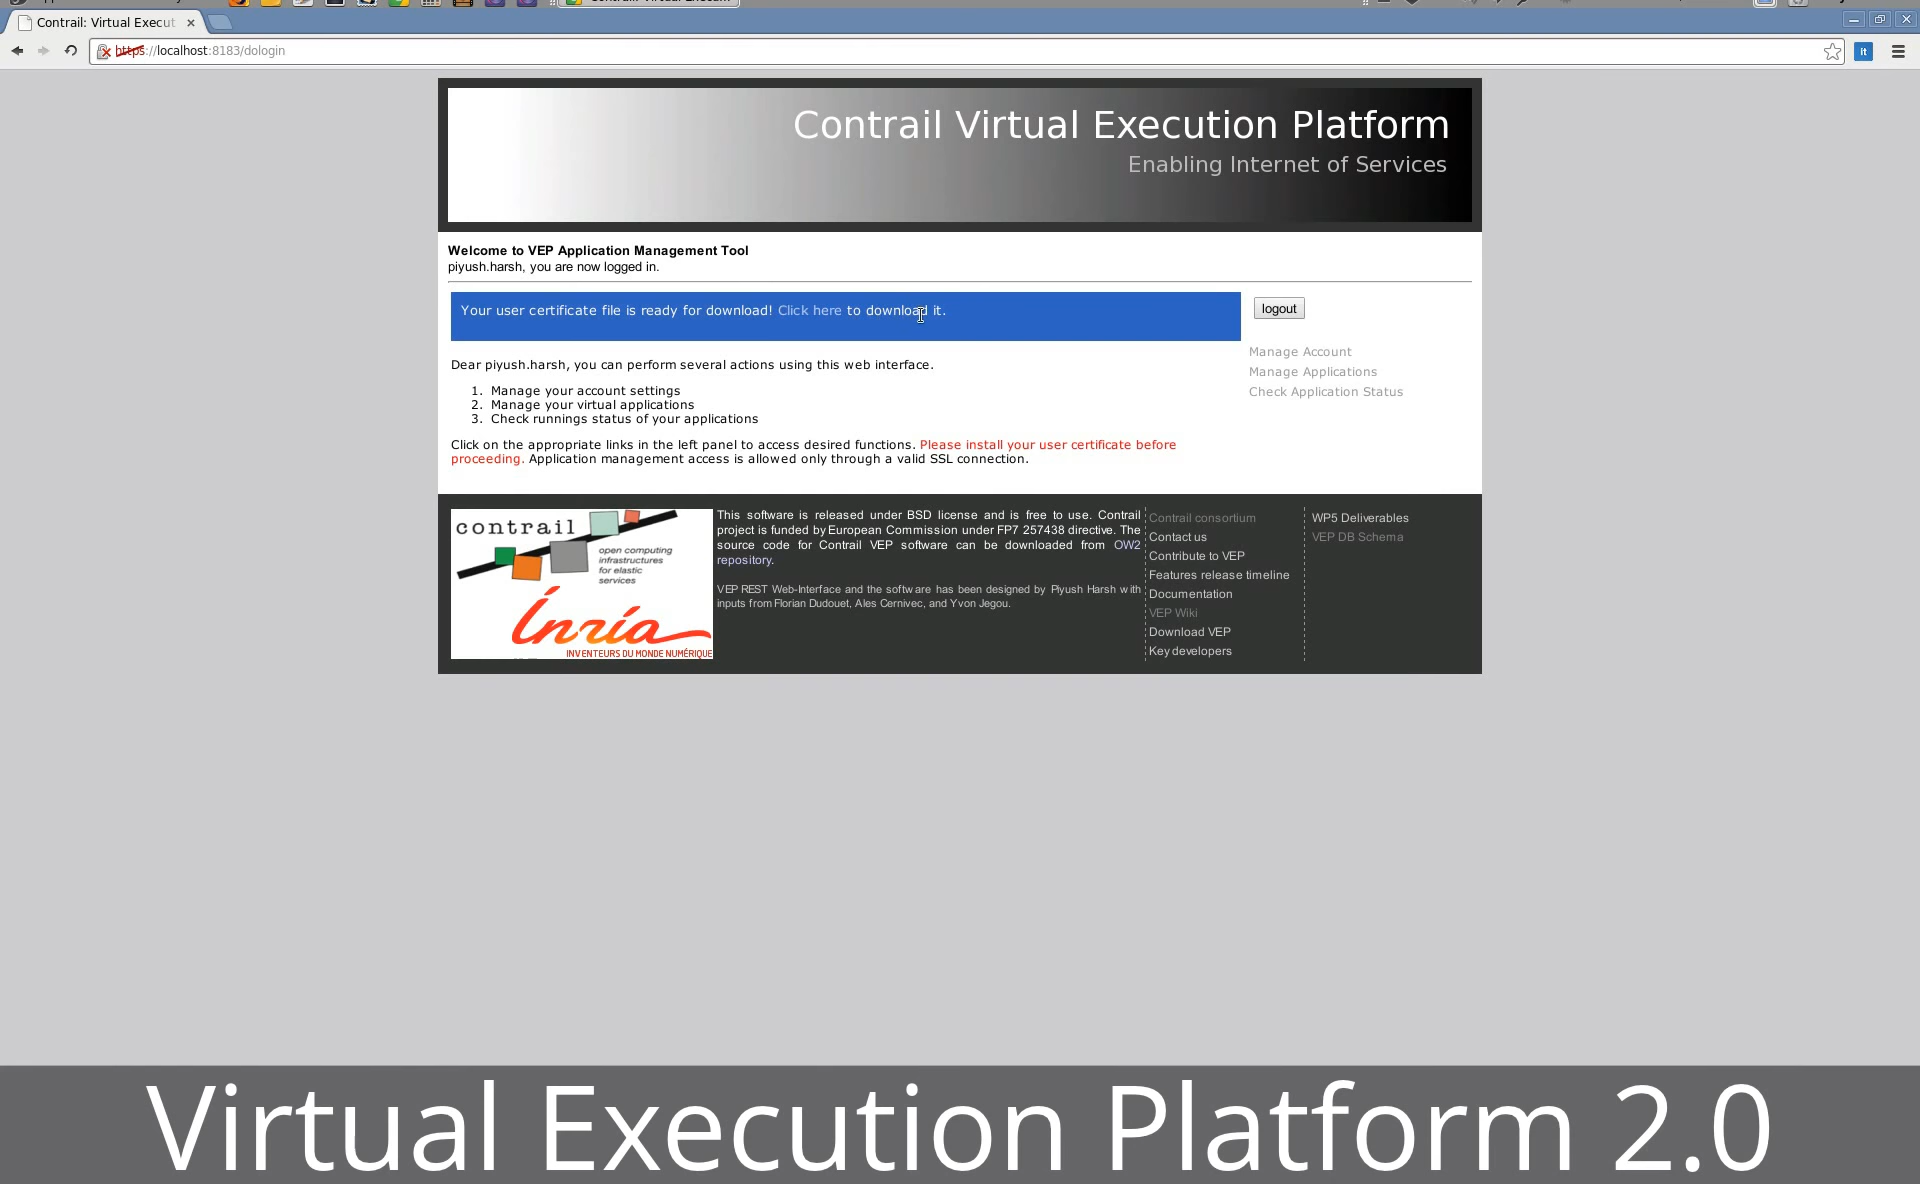 Contrail: Virtual Execut
https://localhost:8183/dologin
Contrail Virtual Execution Platform
Enabling Internet of Services
Welcome to VEP Application Management Tool
piyush.harsh, you are now logged in.
Your user certificate file is ready for download! Click here to download it.
logout
Manage Account
Manage Applications
Check Application Status
Dear piyush.harsh, you can perform several actions using this web interface.
1. Manage your account settings
2. Manage your virtual applications
3. Check runnings status of your applications
Click on the appropriate links in the left panel to access desired functions. Please install your user certificate before
proceeding. Application management access is allowed only through a valid SSL connection.
contrail
open computing
infrastructures
for elastic
services
Inria
INVENTEURS DU MONDE NUMÉRIQUE
This software is released under BSD license and is free to use. Contrail
project is funded by European Commission under FP7 257438 directive. The
source code for Contrail VEP software can be downloaded from OW2
repository.
VEP REST Web-Interface and the software has been designed by Piyush Harsh with
inputs from Florian Dudouet, Ales Cernivec, and Yvon Jegou.
Contrail consortium
Contact us
Contribute to VEP
Features release timeline
Documentation
VEP Wiki
Download VEP
Key developers
WP5 Deliverables
VEP DB Schema
Virtual Execution Platform 2.0